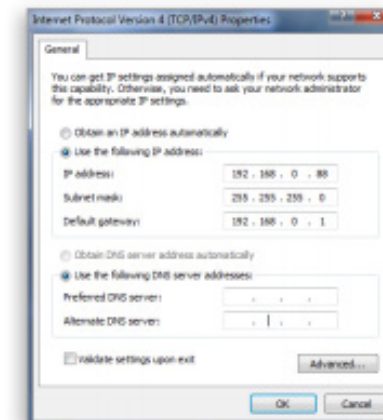 Internet Protocol Version 4 (TCP/IPv4) Properties
General
You can get IP settings assigned automatically if your network supports
this capability. Otherwise, you need to ask your network administrator
for the appropriate IP settings.
Obtain an IP address automatically
Use the following IP address:
IP address: 192 . 168 . 0 . 88
Subnet mask: 255 . 255 . 255 . 0
Default gateway: 192 . 168 . 0 . 1
Obtain DNS server address automatically
Use the following DNS server addresses:
Preferred DNS server: . . .
Alternate DNS server: . . .
Validate settings upon exit
Advanced...
OK Cancel